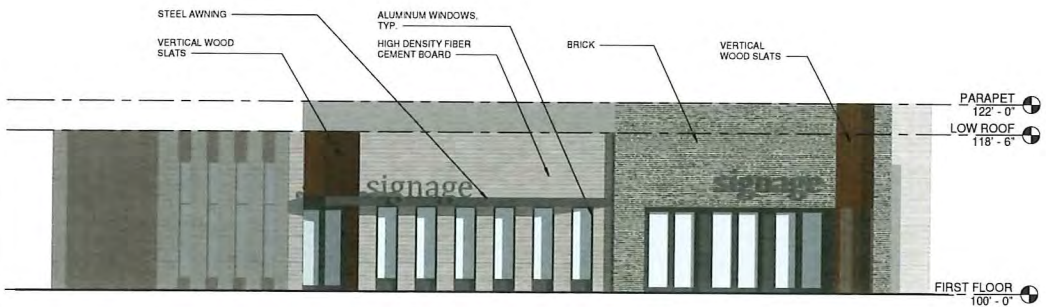 STEEL AWNING
ALUMINUM WINDOWS,
TYP.
VERTICAL WOOD
SLATS
HIGH DENSITY FIBER
CEMENT BOARD
BRICK
VERTICAL
WOOD SLATS
PARAPET
122' - 0"
LOW ROOF
118' - 6"
signage
signage
FIRST FLOOR
100' - 0"